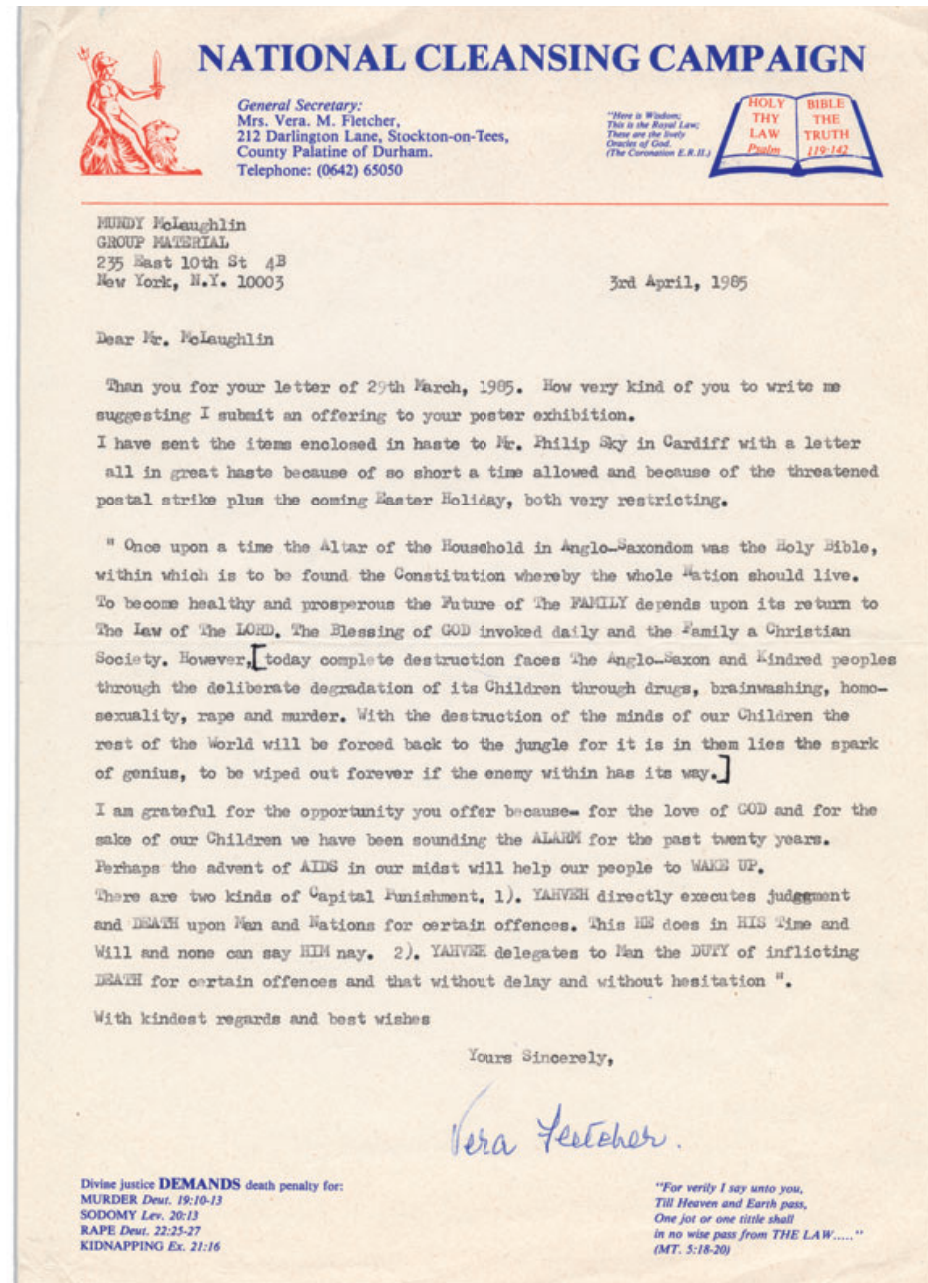 NATIONAL CLEANSING CAMPAIGN
General Secretary:
Mrs. Vera. M. Fletcher,
212 Darlington Lane, Stockton-on-Tees,
County Palatine of Durham.
Telephone: (0642) 65050
"Here is Wisdom;
This is the Royal Law;
These are the lively
Oracles of God.
(The Coronation E.R.II.)
HOLY
THY
LAW
Psalm
BIBLE
THE
TRUTH
119·142
MUNDY McLaughlin
GROUP MATERIAL
235 East 10th St 4B
New York, N.Y. 10003
3rd April, 1985
Dear Mr. McLaughlin
Than you for your letter of 29th March, 1985. How very kind of you to write me
suggesting I submit an offering to your poster exhibition.
I have sent the items enclosed in haste to Mr. Philip Sky in Cardiff with a letter
all in great haste because of so short a time allowed and because of the threatened
postal strike plus the coming Easter Holiday, both very restricting.
" Once upon a time the Altar of the Household in Anglo-Saxondom was the Holy Bible,
within which is to be found the Constitution whereby the whole Nation should live.
To become healthy and prosperous the Future of The FAMILY depends upon its return to
The Law of The LORD. The Blessing of GOD invoked daily and the Family a Christian
Society. However,[today complete destruction faces The Anglo-Saxon and Kindred peoples
through the deliberate degradation of its Children through drugs, brainwashing, homo-
sexuality, rape and murder. With the destruction of the minds of our Children the
rest of the World will be forced back to the jungle for it is in them lies the spark
of genius, to be wiped out forever if the enemy within has its way.]
I am grateful for the opportunity you offer because- for the love of GOD and for the
sake of our Children we have been sounding the ALARM for the past twenty years.
Perhaps the advent of AIDS in our midst will help our people to WAKE UP.
There are two kinds of Capital Punishment. 1). YAHVEH directly executes judgement
and DEATH upon Man and Nations for certain offences. This HE does in HIS Time and
Will and none can say HIM nay. 2). YAHVEH delegates to Man the DUTY of inflicting
DEATH for certain offences and that without delay and without hesitation ".
With kindest regards and best wishes
Yours Sincerely,
Vera Fletcher.
Divine justice DEMANDS death penalty for:
MURDER Deut. 19:10-13
SODOMY Lev. 20:13
RAPE Deut. 22:25-27
KIDNAPPING Ex. 21:16
"For verily I say unto you,
Till Heaven and Earth pass,
One jot or one tittle shall
in no wise pass from THE LAW....."
(MT. 5:18-20)